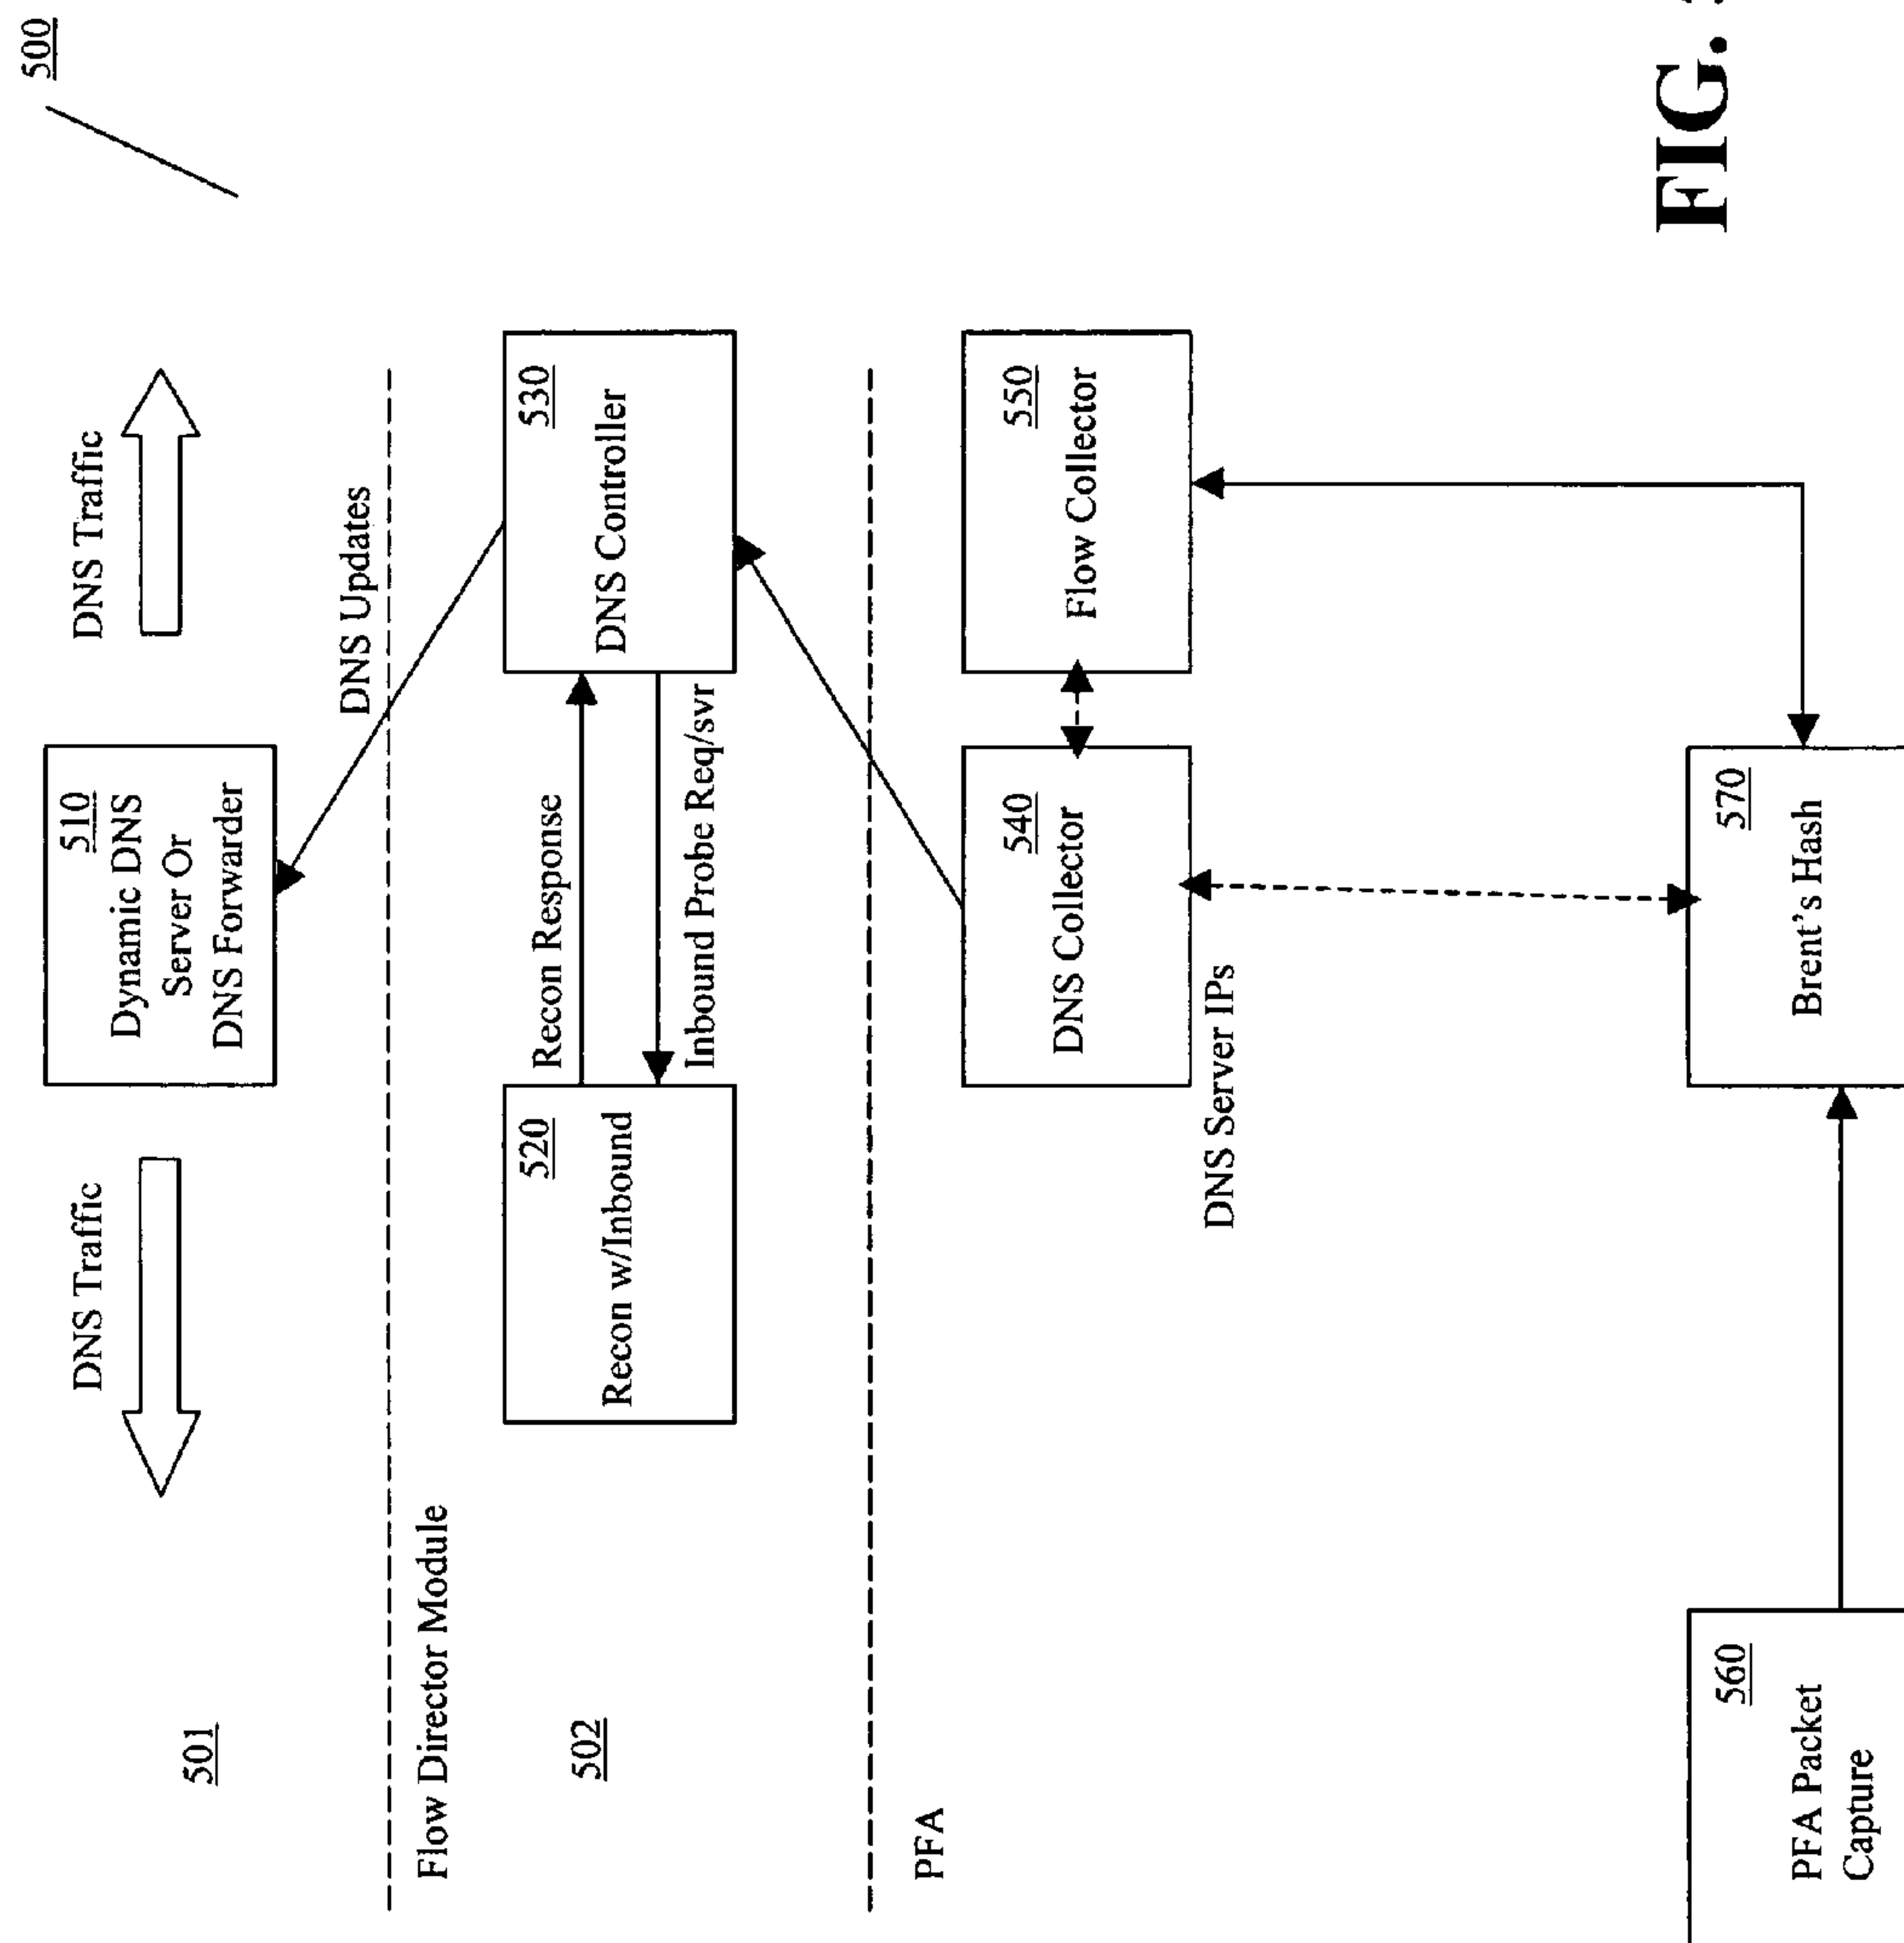 500
DNS Traffic
DNS Traffic
510
Dynamic DNS
Server Or
DNS Forwarder
501
DNS Updates
Flow Director Module
502
520
Recon w/Inbound
Recon Response
Inbound Probe Req/svr
530
DNS Controller
PFA
540
DNS Collector
550
Flow Collector
DNS Server IPs
560
PFA Packet
Capture
570
Brent's Hash
FIG.